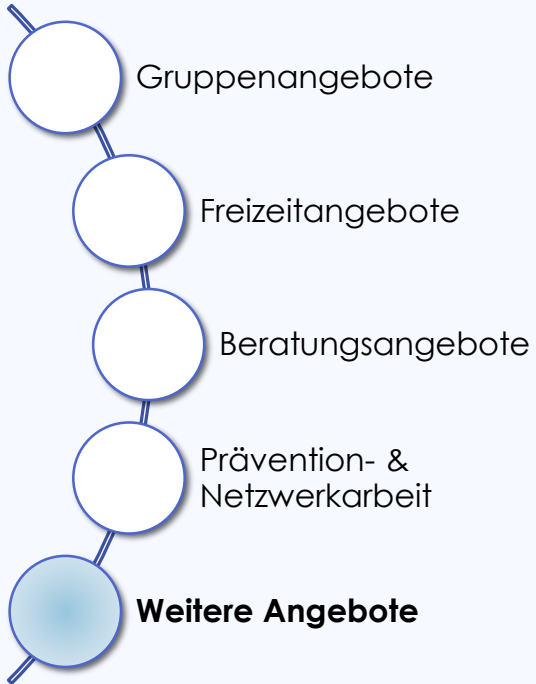 Gruppenangebote
Freizeitangebote
Beratungsangebote
Prävention- &
Netzwerkarbeit
Weitere Angebote